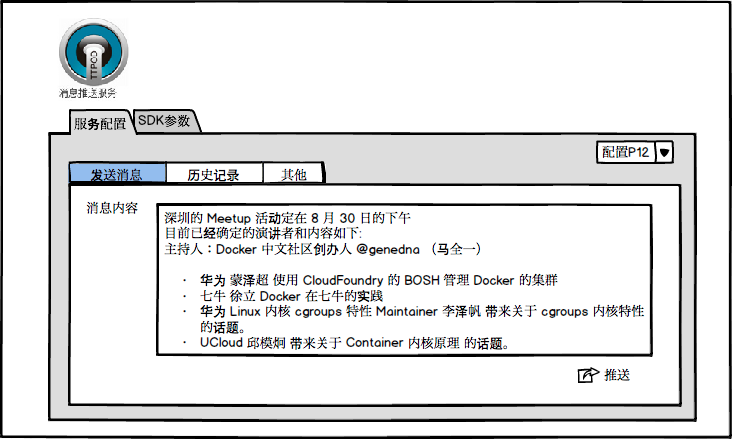 TTPOD
消息推送服务
服务配置
SDK参数
配置P12
发送消息
历史记录
其他
消息内容
深圳的 Meetup 活动定在 8 月 30 日的下午
目前已经确定的演讲者和内容如下:
主持人：Docker 中文社区创办人 @genedna （马全一）
· 华为 蒙泽超 使用 CloudFoundry 的 BOSH 管理 Docker 的集群
· 七牛 徐立 Docker 在七牛的实践
· 华为 Linux 内核 cgroups 特性 Maintainer 李泽帆 带来关于 cgroups 内核特性
的话题。
· UCloud 邱模炯 带来关于 Container 内核原理 的话题。
推送